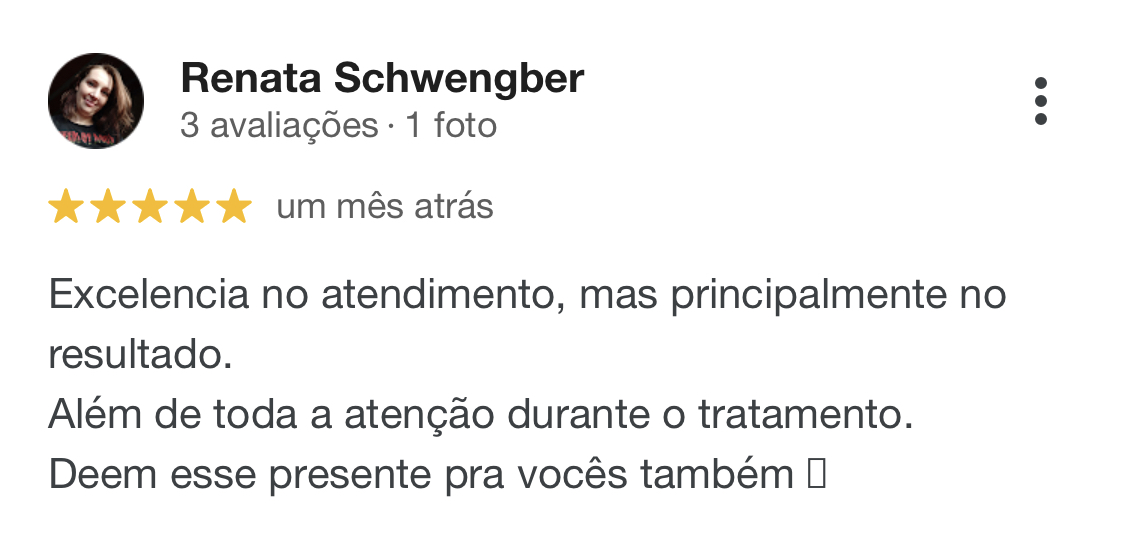 Renata Schwengber
3 avaliações · 1 foto
um mês atrás
Excelencia no atendimento, mas principalmente no
resultado.
Além de toda a atenção durante o tratamento.
Deem esse presente pra vocês também